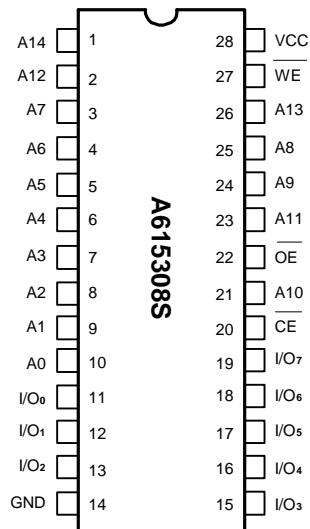 A14 1 28 VCC
A12 2 27 WE
A7 3 26 A13
A6 4 25 A8
A5 5 24 A9
A4 6 23 A11
A3 7 22 OE
A2 8 21 A10
A1 9 20 CE
A0 10 19 I/O7
I/O0 11 18 I/O6
I/O1 12 17 I/O5
I/O2 13 16 I/O4
GND 14 15 I/O3
A615308S